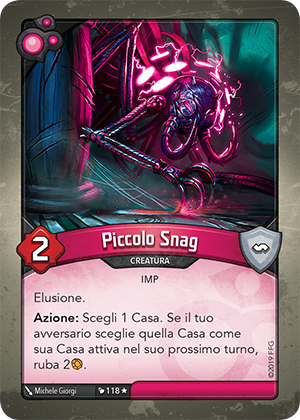 2
Piccolo Snag
CREATURA
IMP
Elusione.
Azione: Scegli 1 Casa. Se il tuo
avversario sceglie quella Casa come
sua Casa attiva nel suo prossimo turno,
ruba 2.
Michele Giorgi
118
©2019 FFG